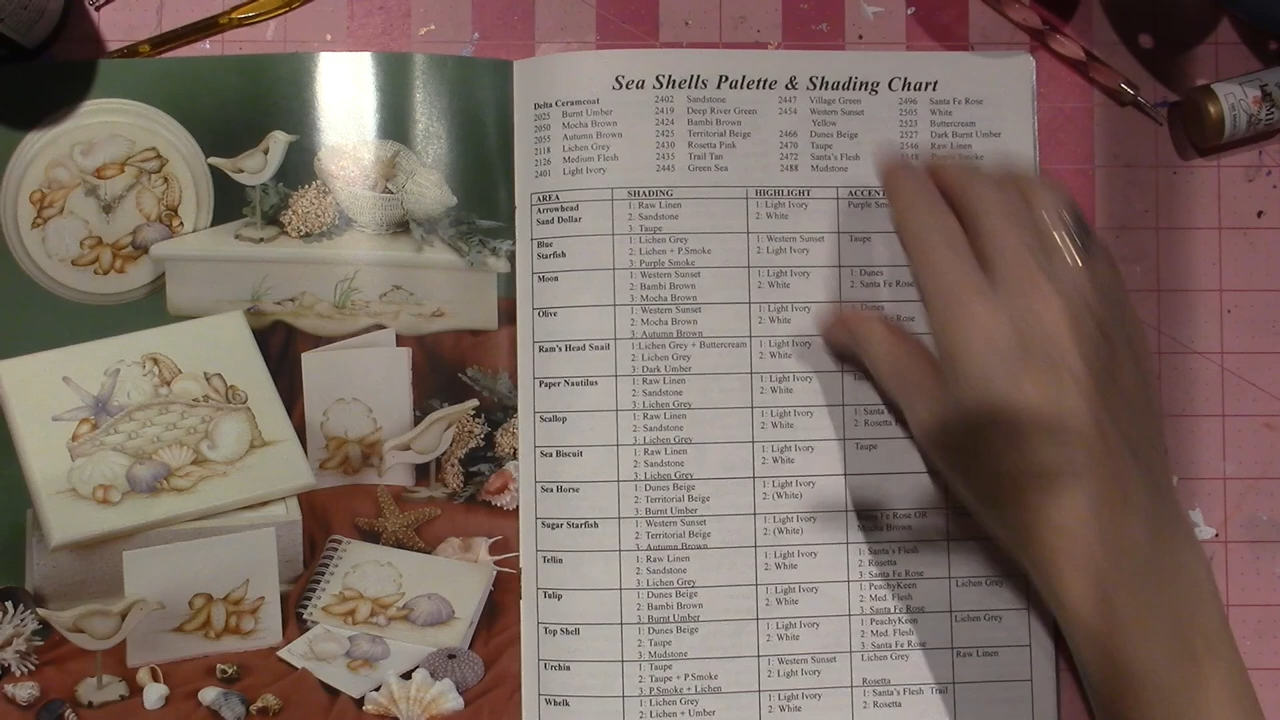 Sea Shells Palette & Shading Chart
Delta Ceramcoat 2402 Sandstone 2447 Village Green 2496 Santa Fe Rose
2025 Burnt Umber 2419 Deep River Green 2454 Western Sunset 2505 White
2050 Mocha Brown 2424 Bambi Brown Yellow 2523 Buttercream
2055 Autumn Brown 2425 Territorial Beige 2466 Dunes Beige 2527 Dark Burnt Umber
2118 Lichen Grey 2430 Rosetta Pink 2470 Taupe 2546 Raw Linen
2126 Medium Flesh 2435 Trail Tan 2472 Santa's Flesh Purple Smoke
2401 Light Ivory 2445 Green Sea 2488 Mudstone
AREA SHADING HIGHLIGHT ACCENT
Arrowhead 1: Raw Linen 1: Light Ivory Purple
Sand Dollar 2: Sandstone 2: White
3: Taupe
Blue 1: Lichen Grey 1: Western Sunset Taupe
Starfish 2: Lichen + P.Smoke 2: Light Ivory
3: Purple Smoke
Moon 1: Western Sunset 1: Light Ivory 1: Dunes
2: Bambi Brown 2: White 2: Santa Fe Rose
3: Mocha Brown
Olive 1: Western Sunset 1: Light Ivory 1: Dunes
2: Mocha Brown 2: White Fe Rose
3: Autumn Brown
Ram's Head Snail 1:Lichen Grey + Buttercream 1: Light Ivory
2: Lichen Grey 2: White
3: Dark Umber
Paper Nautilus 1: Raw Linen 1: Light Ivory
2: Sandstone 2: White
3: Lichen Grey
Scallop 1: Raw Linen 1: Light Ivory 1: Santa
2: Sandstone 2: White 2: Rosetta
3: Lichen Grey
Sea Biscuit 1: Raw Linen 1: Light Ivory Taupe
2: Sandstone 2: White
3: Lichen Grey
Sea Horse 1: Dunes Beige 1: Light Ivory
2: Territorial Beige 2: (White)
3: Burnt Umber
Sugar Starfish 1: Western Sunset 1: Light Ivory Santa Fe Rose OR
2: Territorial Beige 2: (White) Mocha Brown
3: Autumn Brown
Tellin 1: Raw Linen 1: Light Ivory 1: Santa's Flesh
2: Sandstone 2: White 2: Rosetta
3: Lichen Grey 3: Santa Fe Rose
Tulip 1: Dunes Beige 1: Light Ivory 1: PeachyKeen Lichen Grey
2: Bambi Brown 2: White 2: Med. Flesh
3: Burnt Umber 3: Santa Fe Rose
Top Shell 1: Dunes Beige 1: Light Ivory 1: PeachyKeen Lichen Grey
2: Taupe 2: White 2: Med. Flesh
3: Mudstone 3: Santa Fe Rose
Urchin 1: Taupe 1: Western Sunset Lichen Grey Raw Linen
2: Taupe + P.Smoke 2: Light Ivory
3: P.Smoke + Lichen Rosetta
Whelk 1: Lichen Grey 1: Light Ivory 1: Santa's Flesh Trail
2: Lichen + Umber 2: White 2: Rosetta